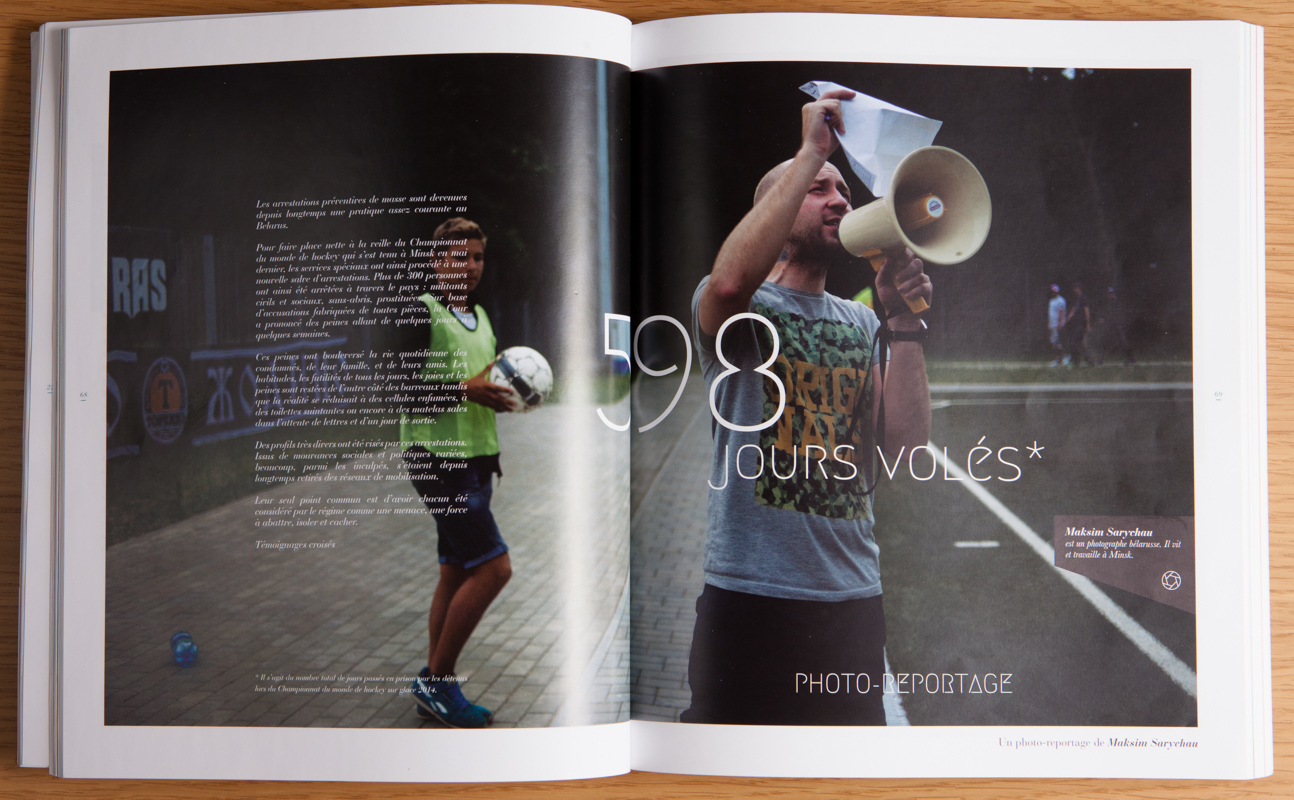 Les arrestations préventives de masse sont devenues
depuis longtemps une pratique assez courante au
Belarus.
Pour faire place nette à la veille du Championnat
du monde de hockey qui s'est tenu à Minsk en mai
dernier, les services spéciaux ont ainsi procédé à une
nouvelle salve d'arrestations. Plus de 300 personnes
ont ainsi été arrêtées à travers le pays : militants
civils et sociaux, sans-abris, prostituées. Sur base
d'accusations fabriquées de toutes pièces, la Cour
a prononcé des peines allant de quelques jours à
quelques semaines.
Ces peines ont bouleversé la vie quotidienne des
condamnés, de leur famille, et de leurs amis. Les
habitudes, les futilités de tous les jours, les joies et les
peines sont restées de l'autre côté des barreaux tandis
que la réalité se réduisait à des cellules enfumées, à
des toilettes suintantes ou encore à des matelas sales
dans l'attente de lettres et d'un jour de sortie.
Des profils très divers ont été visés par ces arrestations.
Issus de mouvances sociales et politiques variées,
beaucoup, parmi les inculpés, s'étaient depuis
longtemps retirés des réseaux de mobilisation.
Leur seul point commun est d'avoir chacun été
considéré par le régime comme une menace, une force
à abattre, isoler et cacher.
Témoignages croisés
* Il s'agit du nombre total de jours passés en prison par les détenus
lors du Championnat du monde de hockey sur glace 2014.
RAS
68
598
JOURS VOLÉS*
ORIGI
NALS
69
Maksim Sarychau
est un photographe bélarusse. Il vit
et travaille à Minsk.
PHOTO-REPORTAGE
Un photo-reportage de Maksim Sarychau